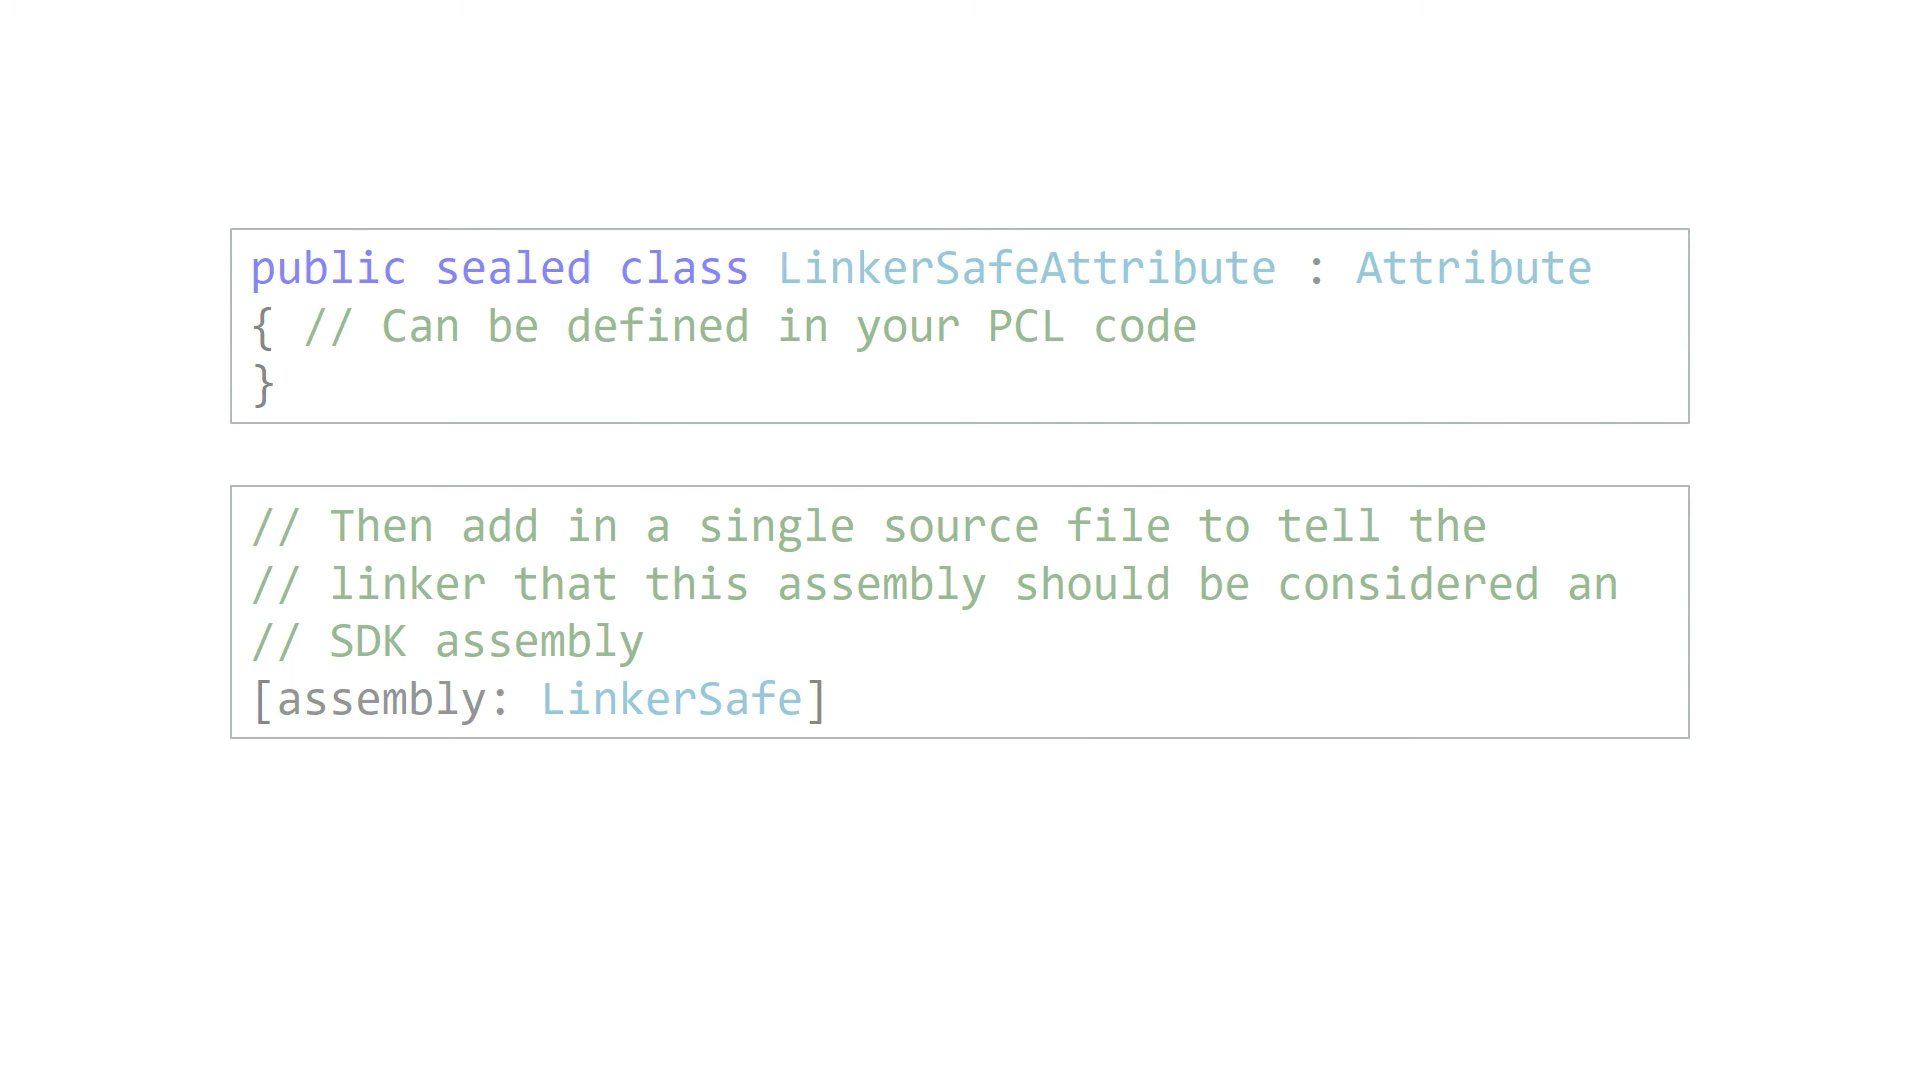 public sealed class LinkerSafeAttribute : Attribute
{ // Can be defined in your PCL code
}
// Then add in a single source file to tell the
// linker that this assembly should be considered an
// SDK assembly
[assembly: LinkerSafe]